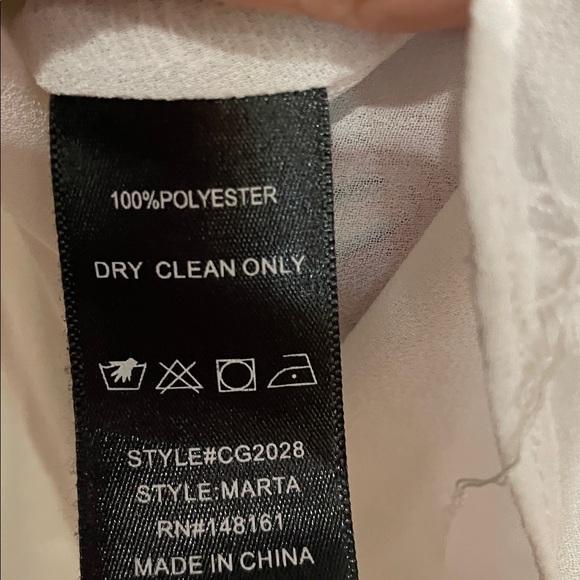 100%POLYESTER
DRY CLEAN ONLY
STYLE#CG2028
STYLE:MARTA
RN#148161
MADE IN CHINA